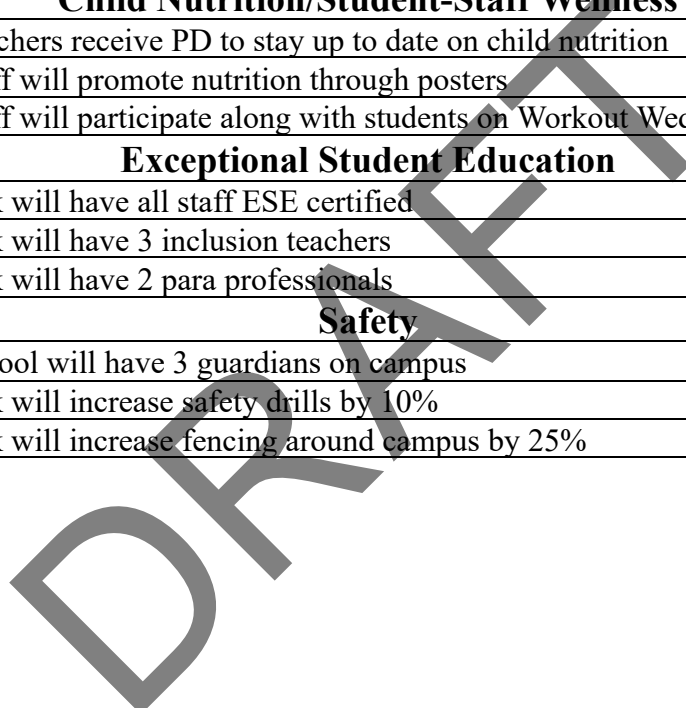 Child Nutrition/Student-Staff Wellness
chers receive PD to stay up to date on child nutrition
ff will promote nutrition through posters
ff will participate along with students on Workout Wed
Exceptional Student Education
k will have all staff ESE certified
k will have 3 inclusion teachers
k will have 2 para professionals
Safety
ool will have 3 guardians on campus
k will increase safety drills by 10%
k will increase fencing around campus by 25%
DRAFT